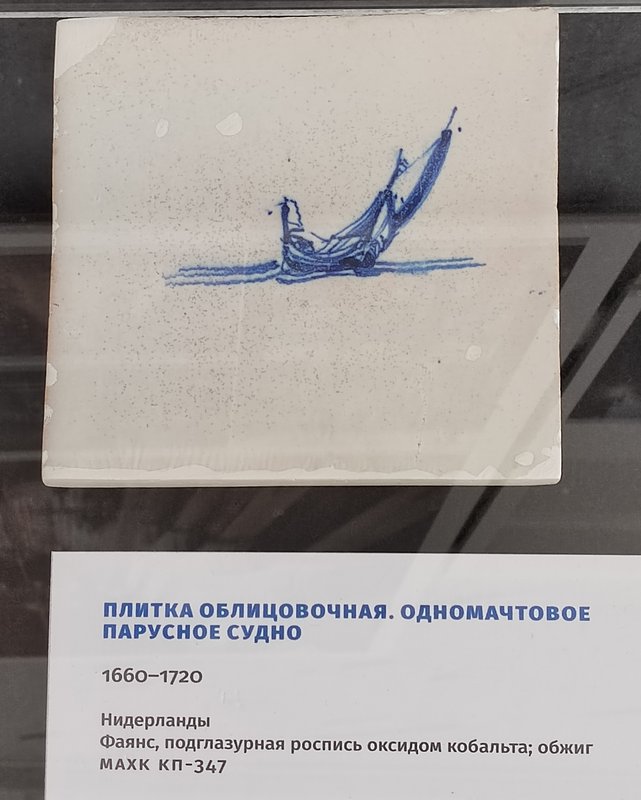 ПЛИТКА ОБЛИЦОВОЧНАЯ. ОДНОМАЧТОВОЕ
ПАРУСНОЕ СУДНО
1660–1720
Нидерланды
Фаянс, подглазурная роспись оксидом кобальта; обжиг
МАХК КП-347